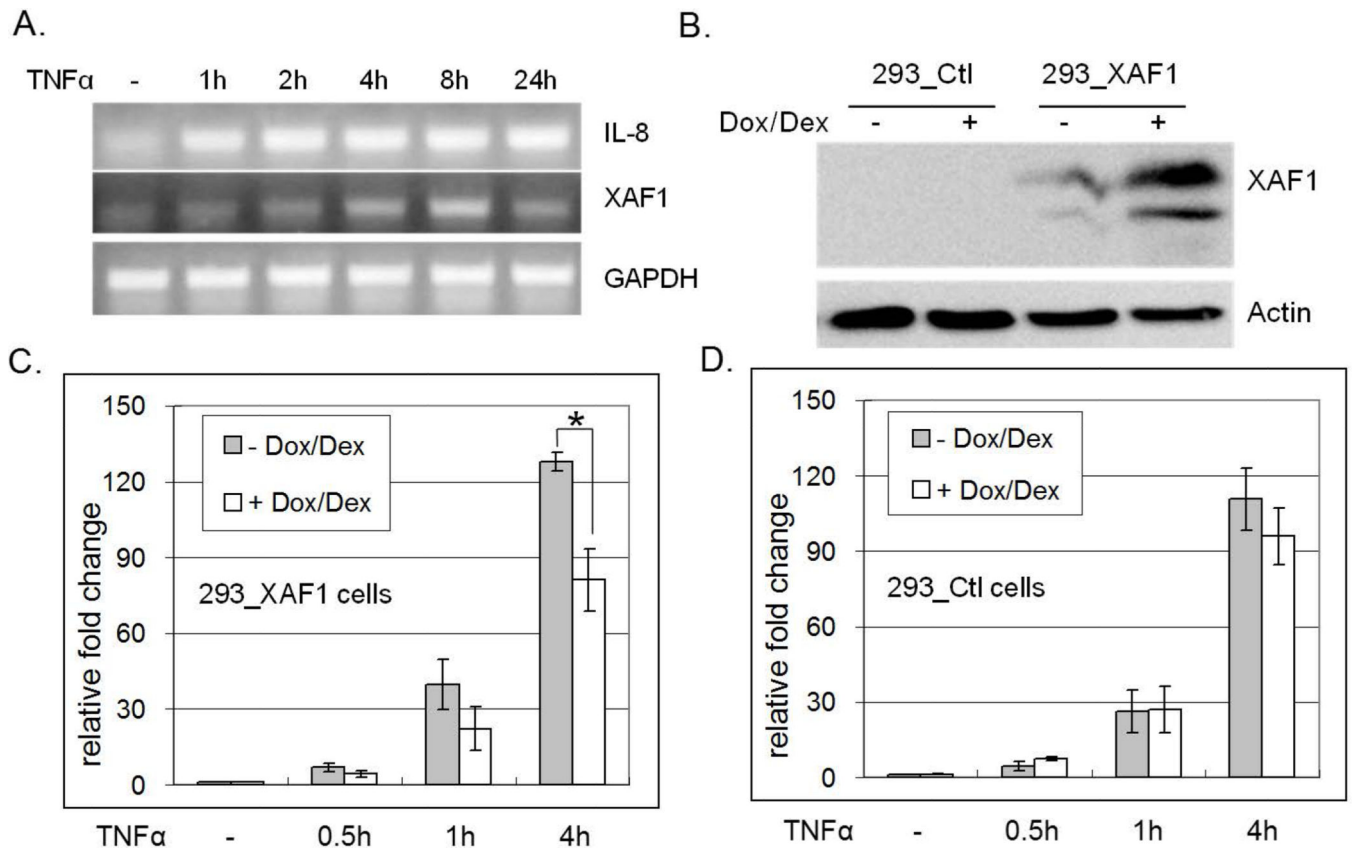 A.
TNFα - 1h 2h 4h 8h 24h
IL-8
XAF1
GAPDH
B.
293_Ctl 293_XAF1
Dox/Dex - + - +
XAF1
Actin
C.
relative fold change
150
120
90
60
30
0
- Dox/Dex
+ Dox/Dex
*
293_XAF1 cells
TNFα - 0.5h 1h 4h
D.
relative fold change
150
120
90
60
30
0
- Dox/Dex
+ Dox/Dex
293_Ctl cells
TNFα - 0.5h 1h 4h